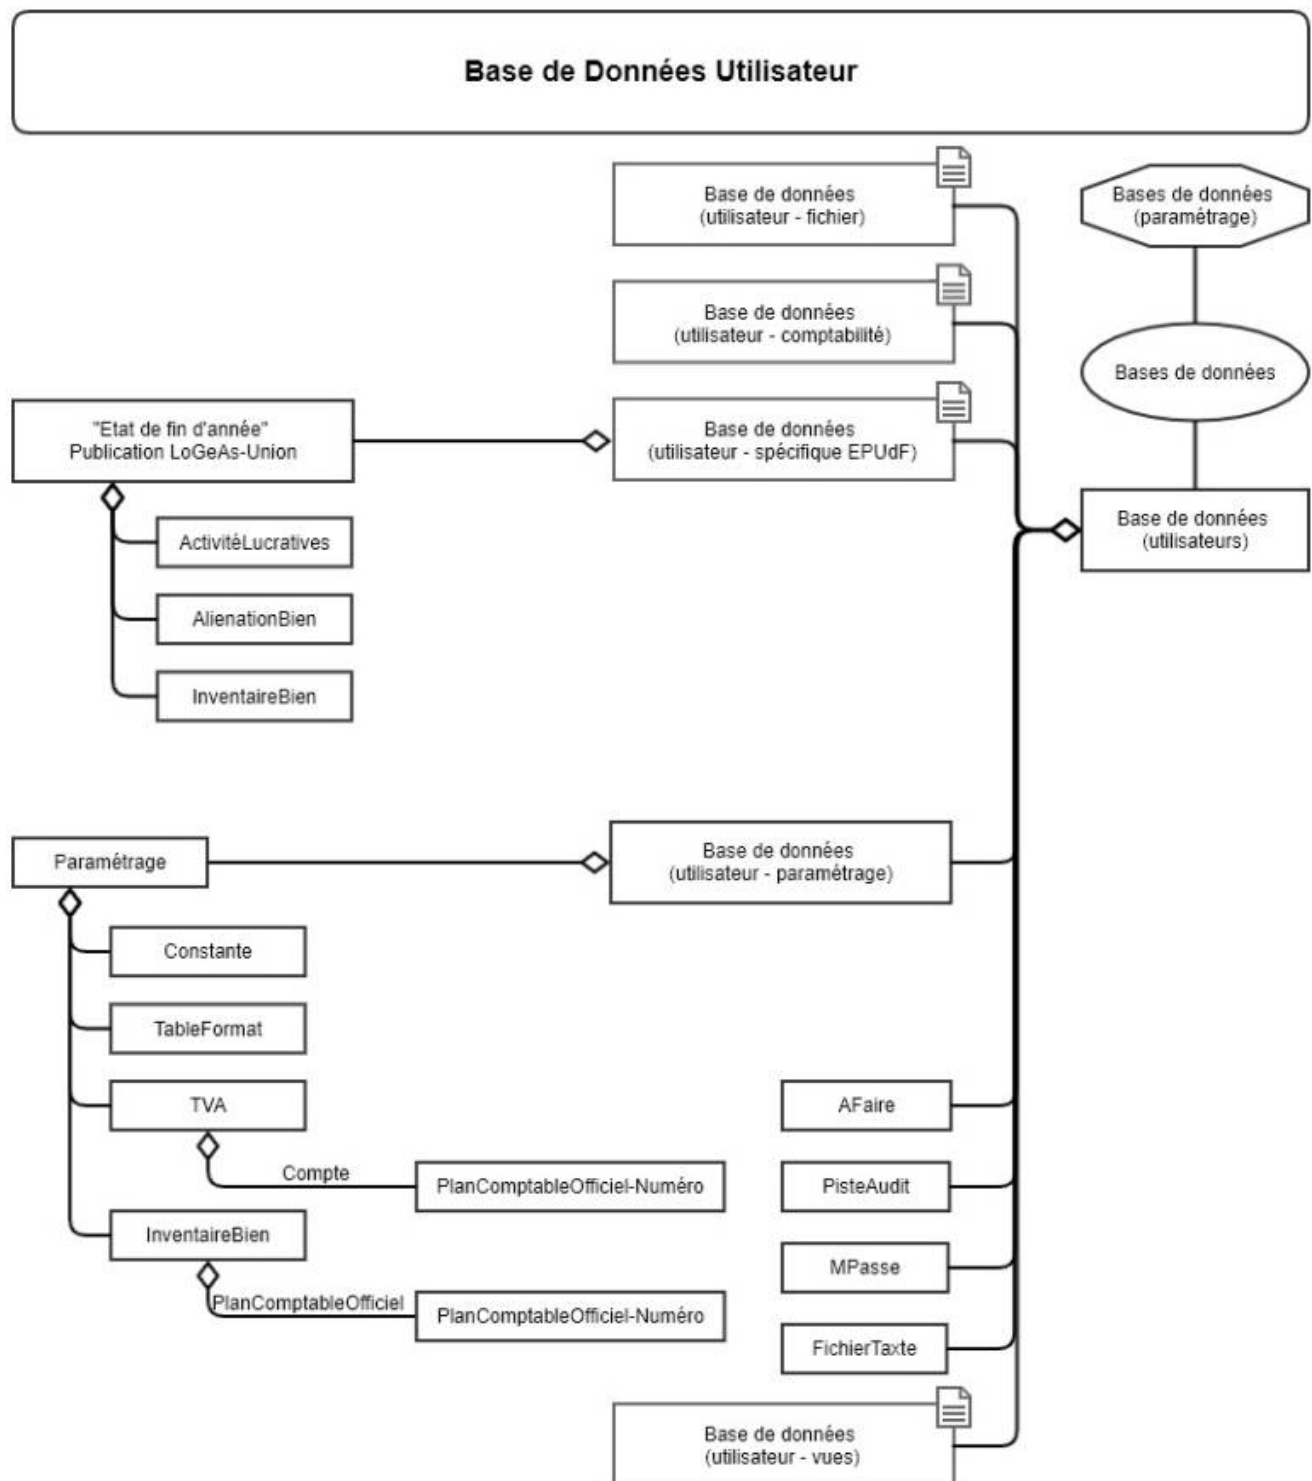 Base de Données Utilisateur
Base de données
(utilisateur - fichier)
Bases de données
(paramétrage)
Base de données
(utilisateur - comptabilité)
Bases de données
"Etat de fin d'année"
Publication LoGeAs-Union
Base de données
(utilisateur - spécifique EPUdF)
Base de données
(utilisateurs)
ActivitéLucratives
AlienationBien
InventaireBien
Paramétrage
Base de données
(utilisateur - paramétrage)
Constante
TableFormat
TVA
AFaire
Compte
PlanComptableOfficiel-Numéro
PisteAudit
InventaireBien
MPasse
PlanComptableOfficiel
PlanComptableOfficiel-Numéro
FichierTaxte
Base de données
(utilisateur - vues)